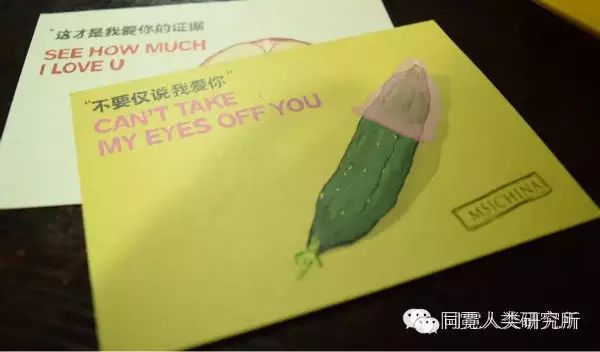 "这才是我爱你的证据
SEE HOW MUCH
I LOVE U
"不要仅说我爱你"
CAN'T TAKE
MY EYES OFF YOU
MSICHINA
同霓人类研究所